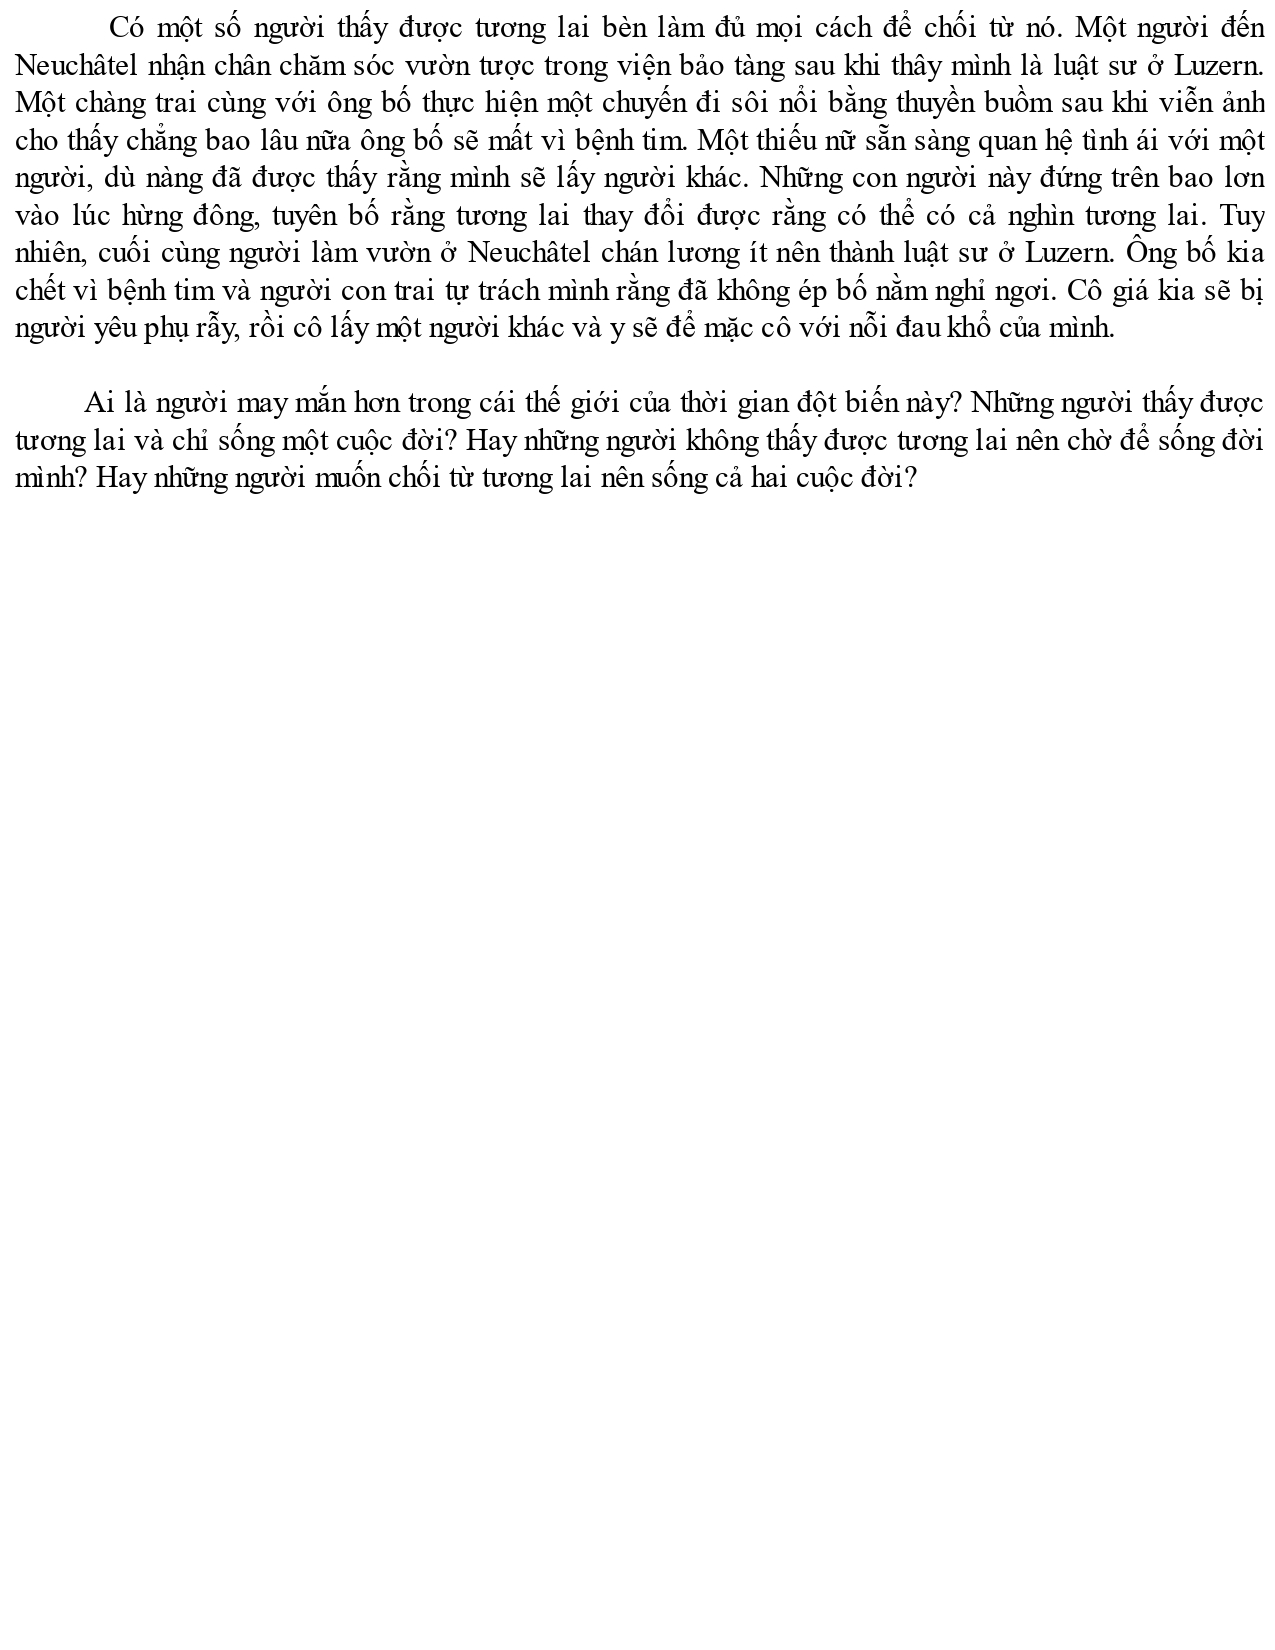 Có một số người thấy được tương lai bèn làm đủ mọi cách để chối từ nó. Một người đến
Neuchâtel nhận chân chăm sóc vườn tược trong viện bảo tàng sau khi thây mình là luật sư ở Luzern.
Một chàng trai cùng với ông bố thực hiện một chuyến đi sôi nổi bằng thuyền buồm sau khi viễn ảnh
cho thấy chẳng bao lâu nữa ông bố sẽ mất vì bệnh tim. Một thiếu nữ sẵn sàng quan hệ tình ái với một
người, dù nàng đã được thấy rằng mình sẽ lấy người khác. Những con người này đứng trên bao lơn
vào lúc hừng đông, tuyên bố rằng tương lai thay đổi được rằng có thể có cả nghìn tương lai. Tuy
nhiên, cuối cùng người làm vườn ở Neuchâtel chán lương ít nên thành luật sư ở Luzern. Ông bố kia
chết vì bệnh tim và người con trai tự trách mình rằng đã không ép bố nằm nghỉ ngơi. Cô giá kia sẽ bị
người yêu phụ rẫy, rồi cô lấy một người khác và y sẽ để mặc cô với nỗi đau khổ của mình.
Ai là người may mắn hơn trong cái thế giới của thời gian đột biến này? Những người thấy được
tương lai và chỉ sống một cuộc đời? Hay những người không thấy được tương lai nên chờ để sống đời
mình? Hay những người muốn chối từ tương lai nên sống cả hai cuộc đời?